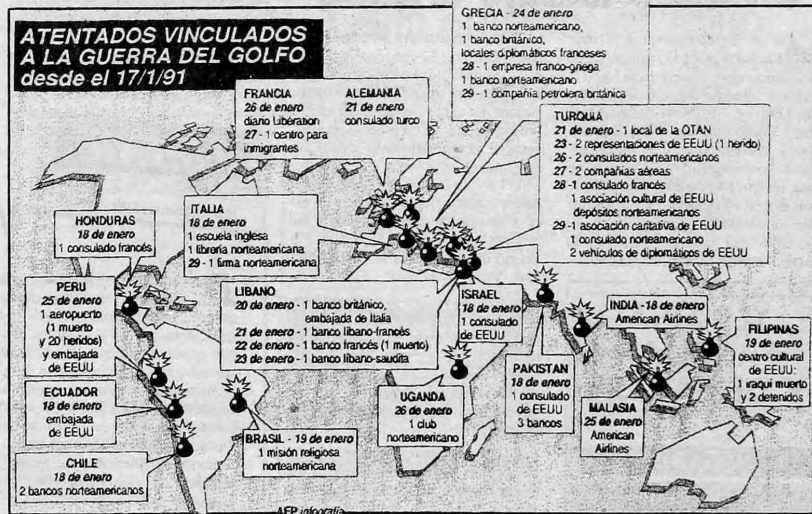 ATENTADOS VINCULADOS
A LA GUERRA DEL GOLFO
desde el 17/1/91
GRECIA - 24 de enero
1 banco norteamericano,
1 banco británico,
locales diplomáticos franceses
28 - 1 empresa franco-griega
1 banco norteamericano
29 - 1 compañia petrolera británica
FRANCIA
26 de enero
diario Libération
27 - 1 centro para
inmigrantes
ALEMANIA
21 de enero
consulado turco
TURQUIA
21 de enero - 1 local de la OTAN
23 - 2 representaciones de EEUU (1 herido)
26 - 2 consulados norteamericanos
27 - 2 compañias aéreas
28 - 1 consulado francés
1 asociación cultural de EEUU
depósitos norteamericanos
29 - 1 asociación caritativa de EEUU
1 consulado norteamericano
2 vehículos de diplomáticos de EEUU
HONDURAS
18 de enero
1 consulado francés
ITALIA
18 de enero
1 escuela inglesa
1 librería norteamericana
29 - 1 firma norteamericana
PERU
25 de enero
1 aeropuerto
(1 muerto
y 20 heridos)
y embajada
de EEUU
LIBANO
20 de enero - 1 banco británico,
embajada de Italia
21 de enero - 1 banco líbano-francés
22 de enero - 1 banco francés (1 muerto)
23 de enero - 1 banco líbano-saudita
ISRAEL
18 de enero
1 consulado
de EEUU
INDIA - 18 de enero
American Airlines
FILIPINAS
19 de enero
centro cultural
de EEUU:
1 iraquí muerto
y 2 detenidos
ECUADOR
18 de enero
embajada
de EEUU
PAKISTAN
18 de enero
1 consulado
de EEUU
3 bancos
UGANDA
26 de enero
1 club
norteamericano
MALASIA
25 de enero
American
Airlines
BRASIL - 19 de enero
1 misión religiosa
norteamericana
CHILE
18 de enero
2 bancos norteamericanos
AFP infografía